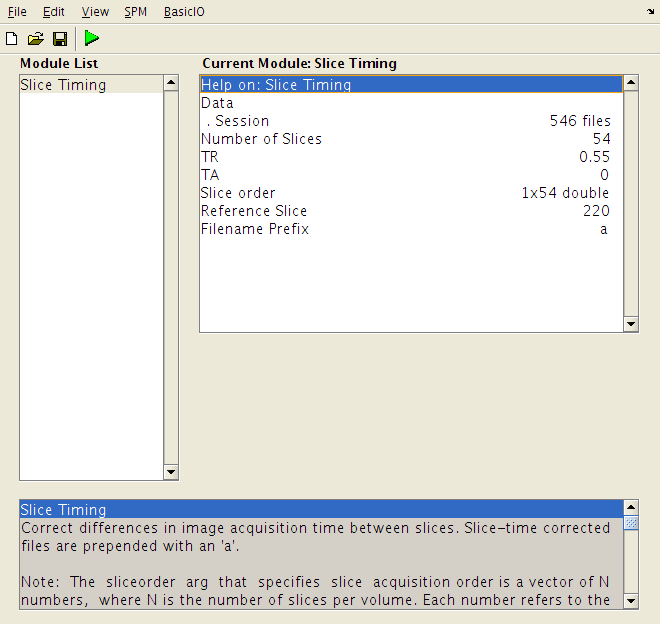 File Edit View SPM BasicIO
Module List
Slice Timing
Current Module: Slice Timing
Help on: Slice Timing
Data
. Session 546 files
Number of Slices 54
TR 0.55
TA 0
Slice order 1x54 double
Reference Slice 220
Filename Prefix a
Slice Timing
Correct differences in image acquisition time between slices. Slice-time corrected
files are prepended with an 'a'.
Note: The sliceorder arg that specifies slice acquisition order is a vector of N
numbers, where N is the number of slices per volume. Each number refers to the